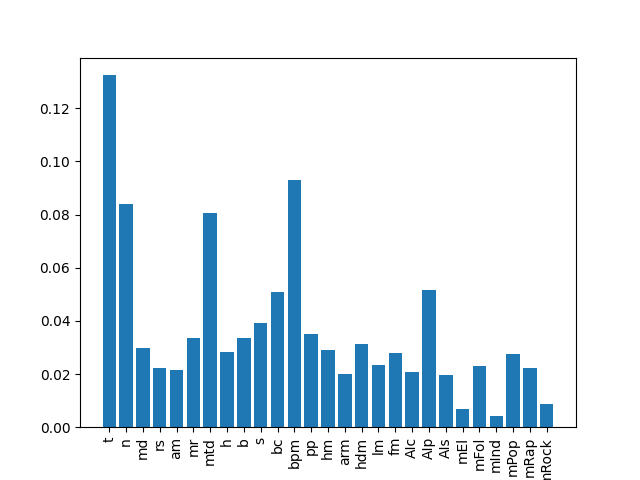 0.12
0.10
0.08
0.06
0.04
0.02
0.00
t
n
md
rs
am
mr
mtd
h
b
s
bc
bpm
pp
hm
arm
hdm
lm
fm
Alc
Alp
Als
mEl
mFol
mInd
mPop
mRap
mRock